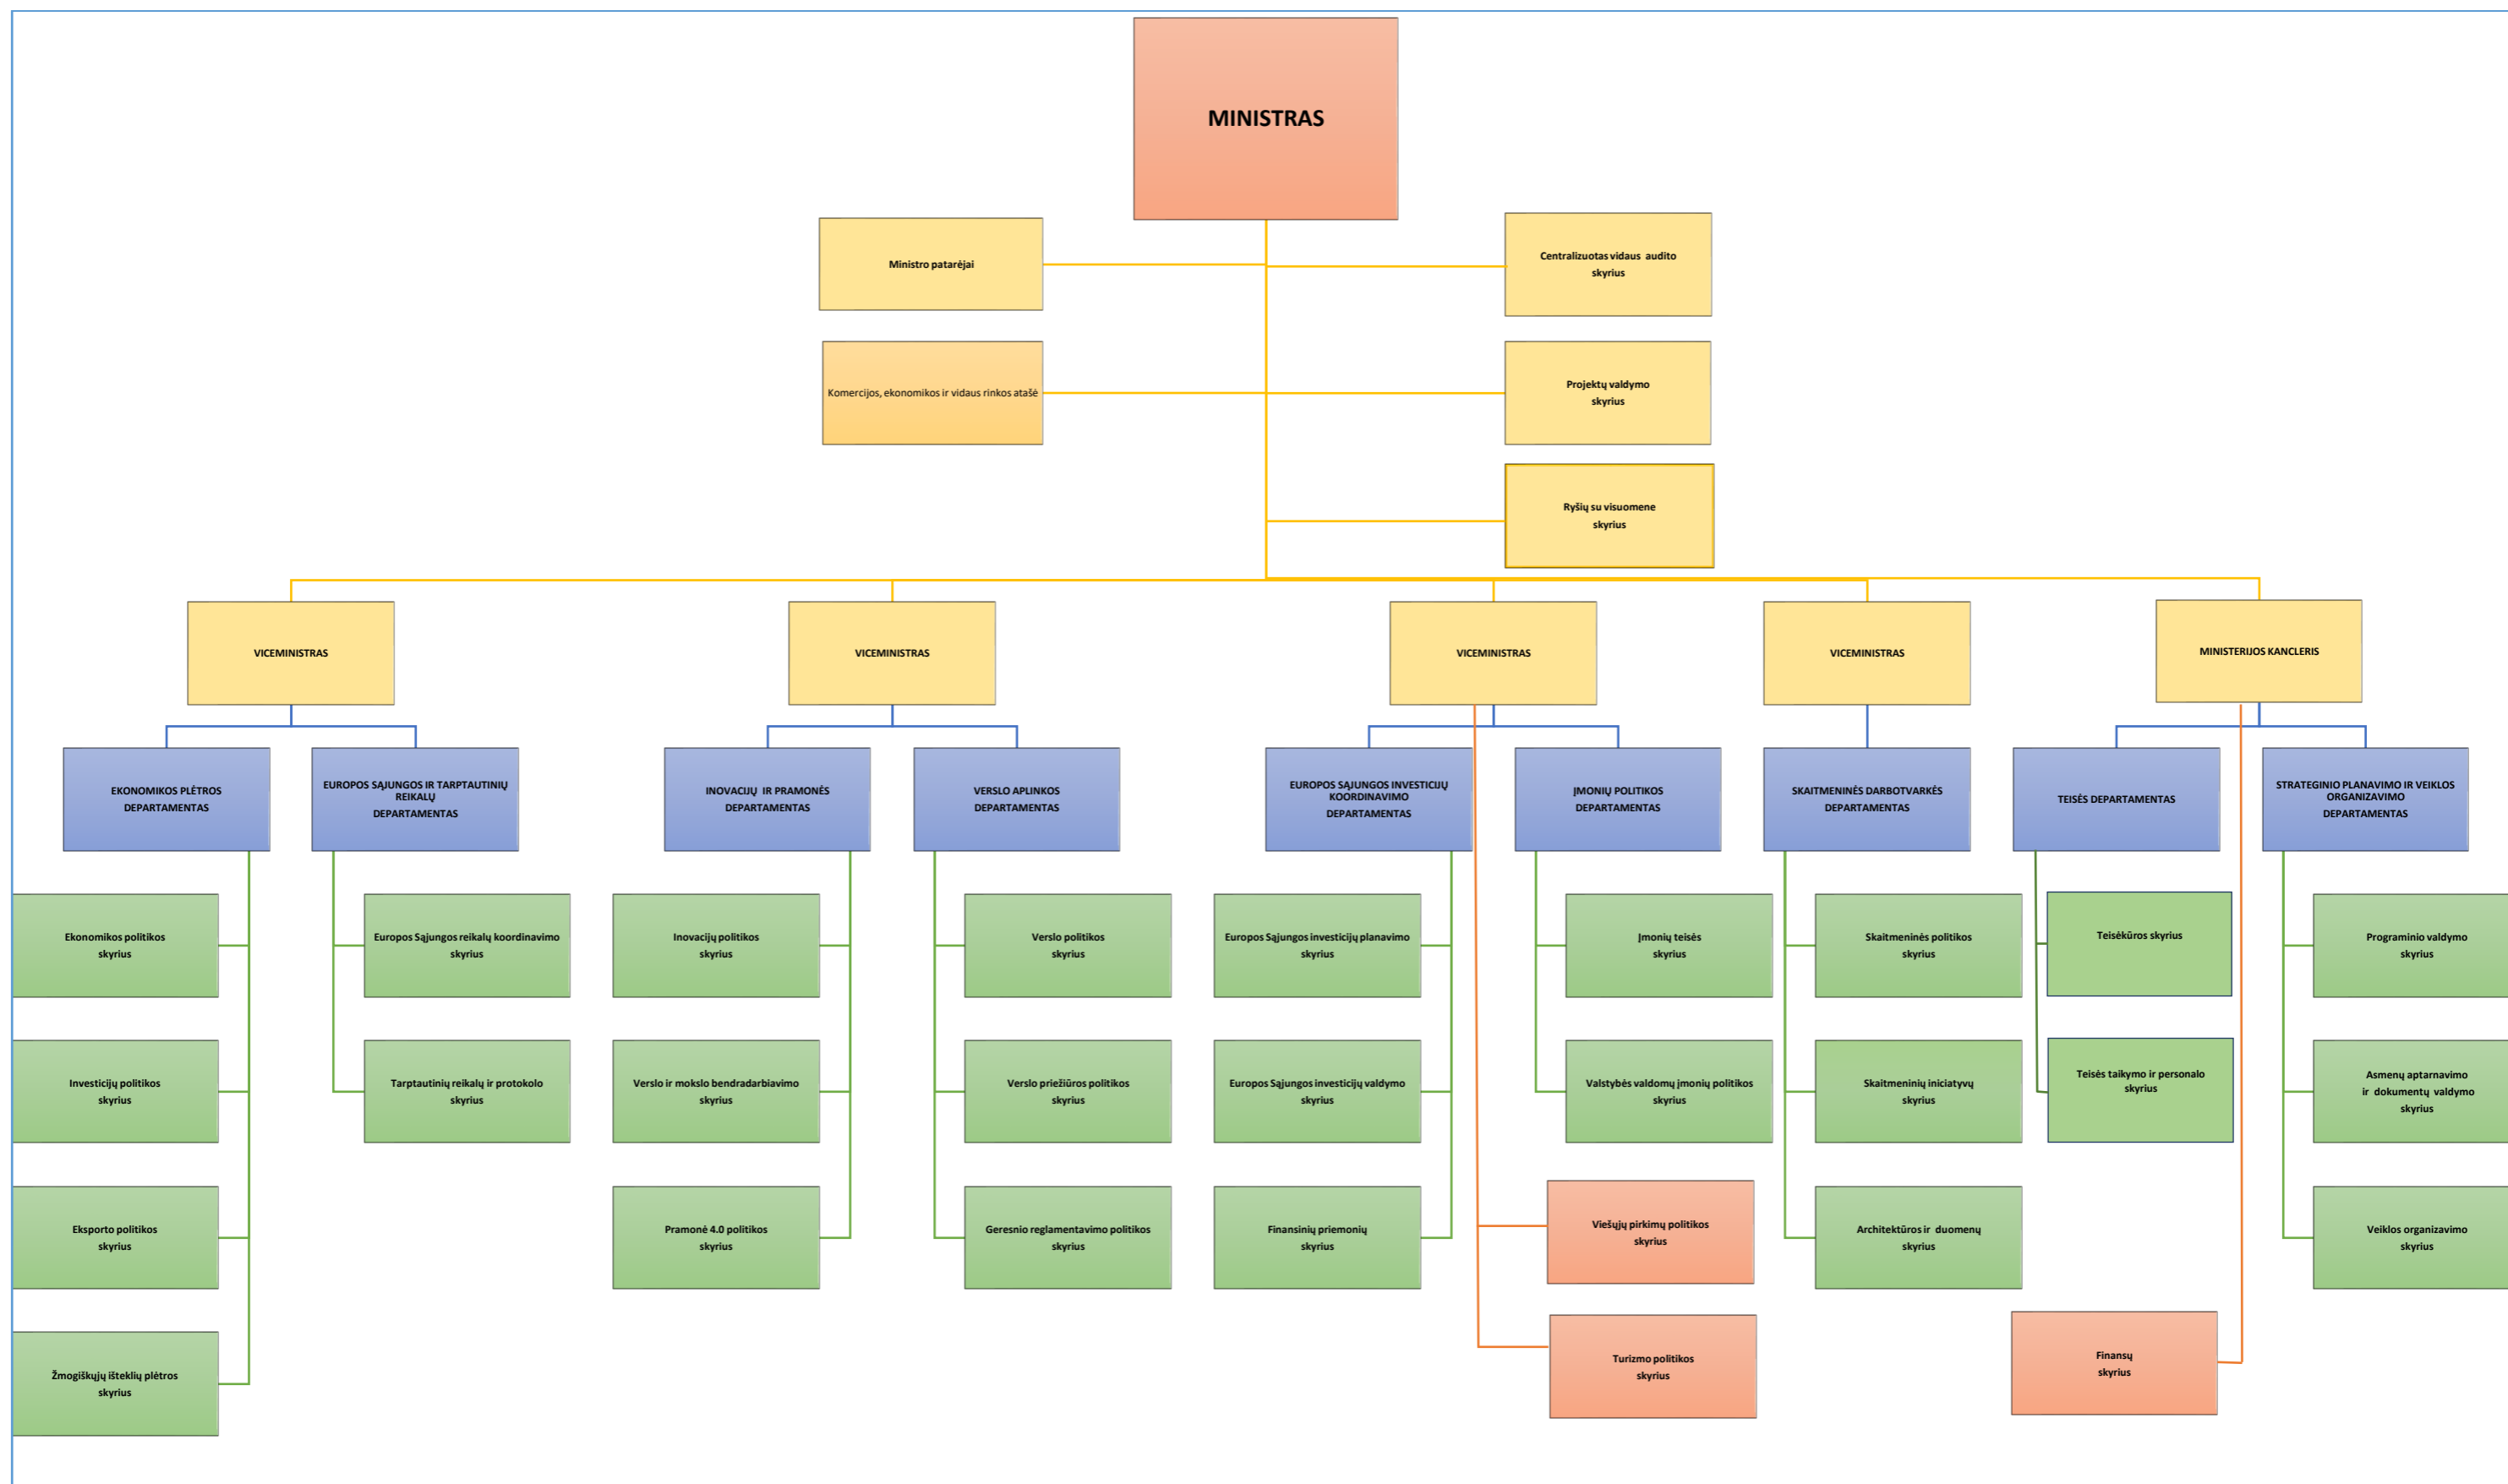 MINISTRAS
Ministro patarėjai
Centralizuotas vidaus audito
skyrius
Komercijos, ekonomikos ir vidaus rinkos atašė
Projektų valdymo
skyrius
Ryšių su visuomene
skyrius
VICEMINISTRAS
VICEMINISTRAS
VICEMINISTRAS
VICEMINISTRAS
MINISTERIJOS KANCLERIS
EKONOMIKOS PLĖTROS
DEPARTAMENTAS
EUROPOS SĄJUNGOS IR TARPTAUTINIŲ
REIKALŲ
DEPARTAMENTAS
INOVACIJŲ IR PRAMONĖS
DEPARTAMENTAS
VERSLO APLINKOS
DEPARTAMENTAS
EUROPOS SĄJUNGOS INVESTICIJŲ
KOORDINAVIMO
DEPARTAMENTAS
ĮMONIŲ POLITIKOS
DEPARTAMENTAS
SKAITMENINĖS DARBOTVARKĖS
DEPARTAMENTAS
TEISĖS DEPARTAMENTAS
STRATEGINIO PLANAVIMO IR VEIKLOS
ORGANIZAVIMO
DEPARTAMENTAS
Ekonomikos politikos
skyrius
Europos Sąjungos reikalų koordinavimo
skyrius
Inovacijų politikos
skyrius
Verslo politikos
skyrius
Europos Sąjungos investicijų planavimo
skyrius
Įmonių teisės
skyrius
Skaitmeninės politikos
skyrius
Teisėkūros skyrius
Programinio valdymo
skyrius
Investicijų politikos
skyrius
Tarptautinių reikalų ir protokolo
skyrius
Verslo ir mokslo bendradarbiavimo
skyrius
Verslo priežiūros politikos
skyrius
Europos Sąjungos investicijų valdymo
skyrius
Valstybės valdomų įmonių politikos
skyrius
Skaitmeninių iniciatyvų
skyrius
Teisės taikymo ir personalo
skyrius
Asmenų aptarnavimo
ir dokumentų valdymo
skyrius
Eksporto politikos
skyrius
Pramonė 4.0 politikos
skyrius
Geresnio reglamentavimo politikos
skyrius
Finansinių priemonių
skyrius
Viešųjų pirkimų politikos
skyrius
Architektūros ir duomenų
skyrius
Veiklos organizavimo
skyrius
Žmogiškųjų išteklių plėtros
skyrius
Turizmo politikos
skyrius
Finansų
skyrius